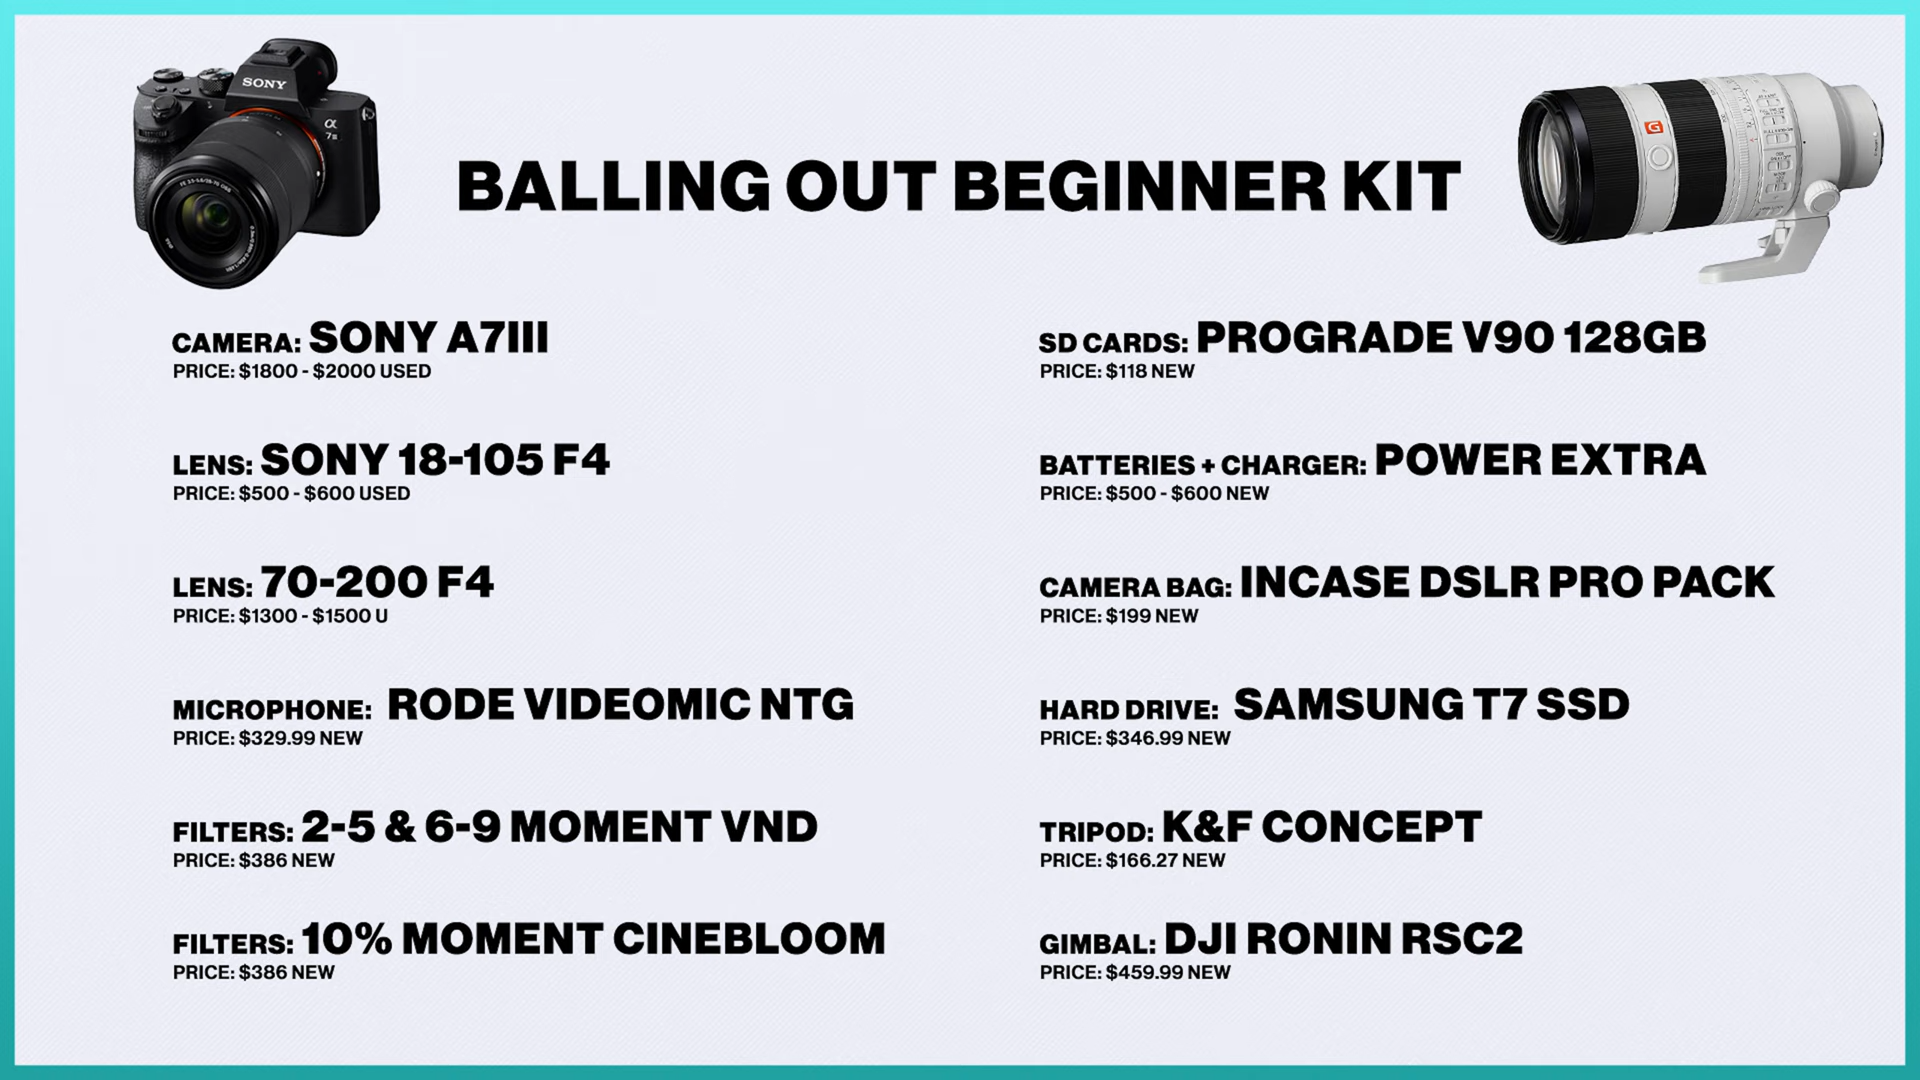 SONY
α
7III
G
BALLING OUT BEGINNER KIT
CAMERA: SONY A7III
PRICE: $1800 - $2000 USED
LENS: SONY 18-105 F4
PRICE: $500 - $600 USED
LENS: 70-200 F4
PRICE: $1300 - $1500 U
MICROPHONE: RODE VIDEOMIC NTG
PRICE: $329.99 NEW
FILTERS: 2-5 & 6-9 MOMENT VND
PRICE: $386 NEW
FILTERS: 10% MOMENT CINEBLOOM
PRICE: $386 NEW
SD CARDS: PROGRADE V90 128GB
PRICE: $118 NEW
BATTERIES + CHARGER: POWER EXTRA
PRICE: $500 - $600 NEW
CAMERA BAG: INCASE DSLR PRO PACK
PRICE: $199 NEW
HARD DRIVE: SAMSUNG T7 SSD
PRICE: $346.99 NEW
TRIPOD: K&F CONCEPT
PRICE: $166.27 NEW
GIMBAL: DJI RONIN RSC2
PRICE: $459.99 NEW